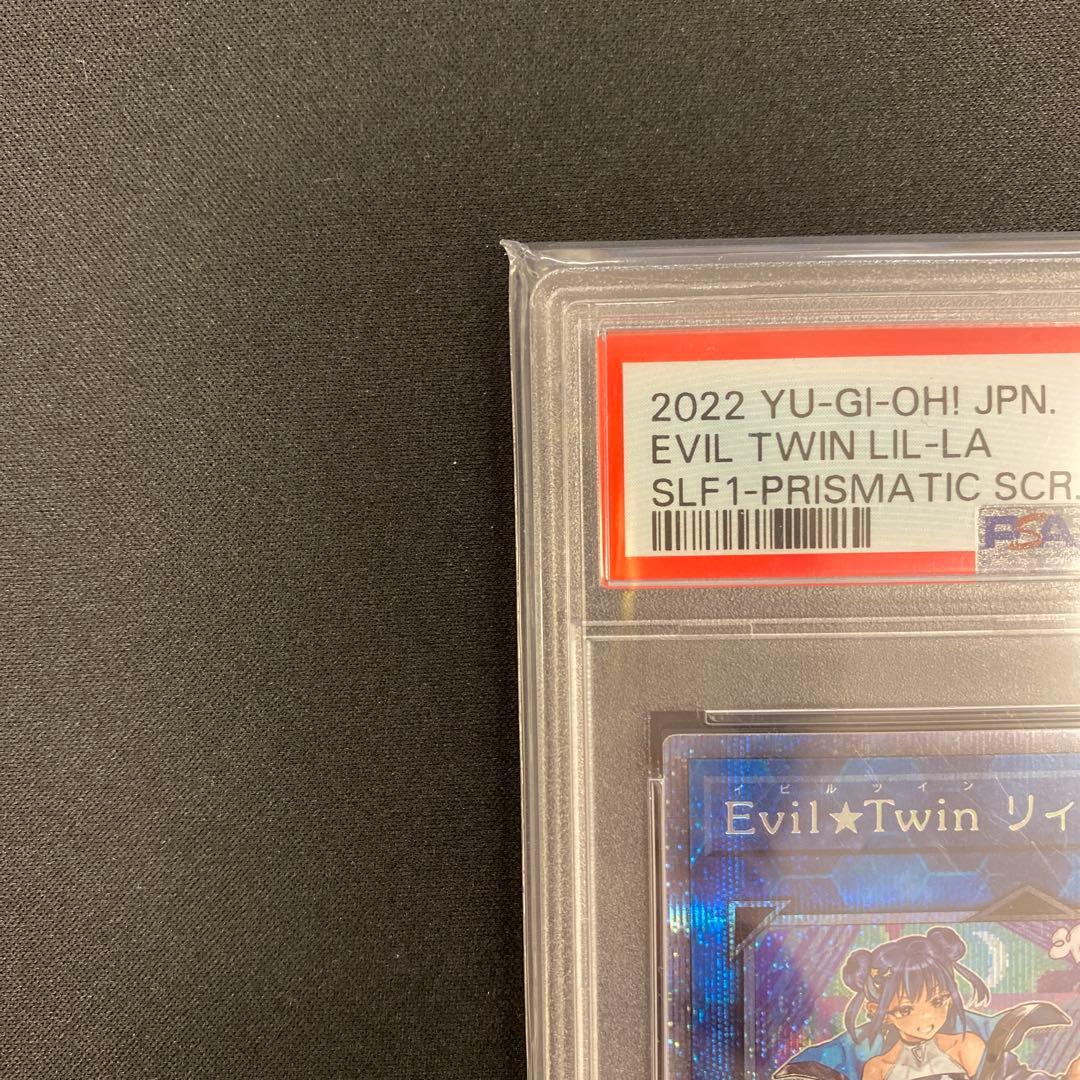 2022 YU-GI-OH! JPN.
EVIL TWIN LIL-LA
SLF1-PRISMATIC SCR.
PSA
イビルツイン
Evil★Twin リィ